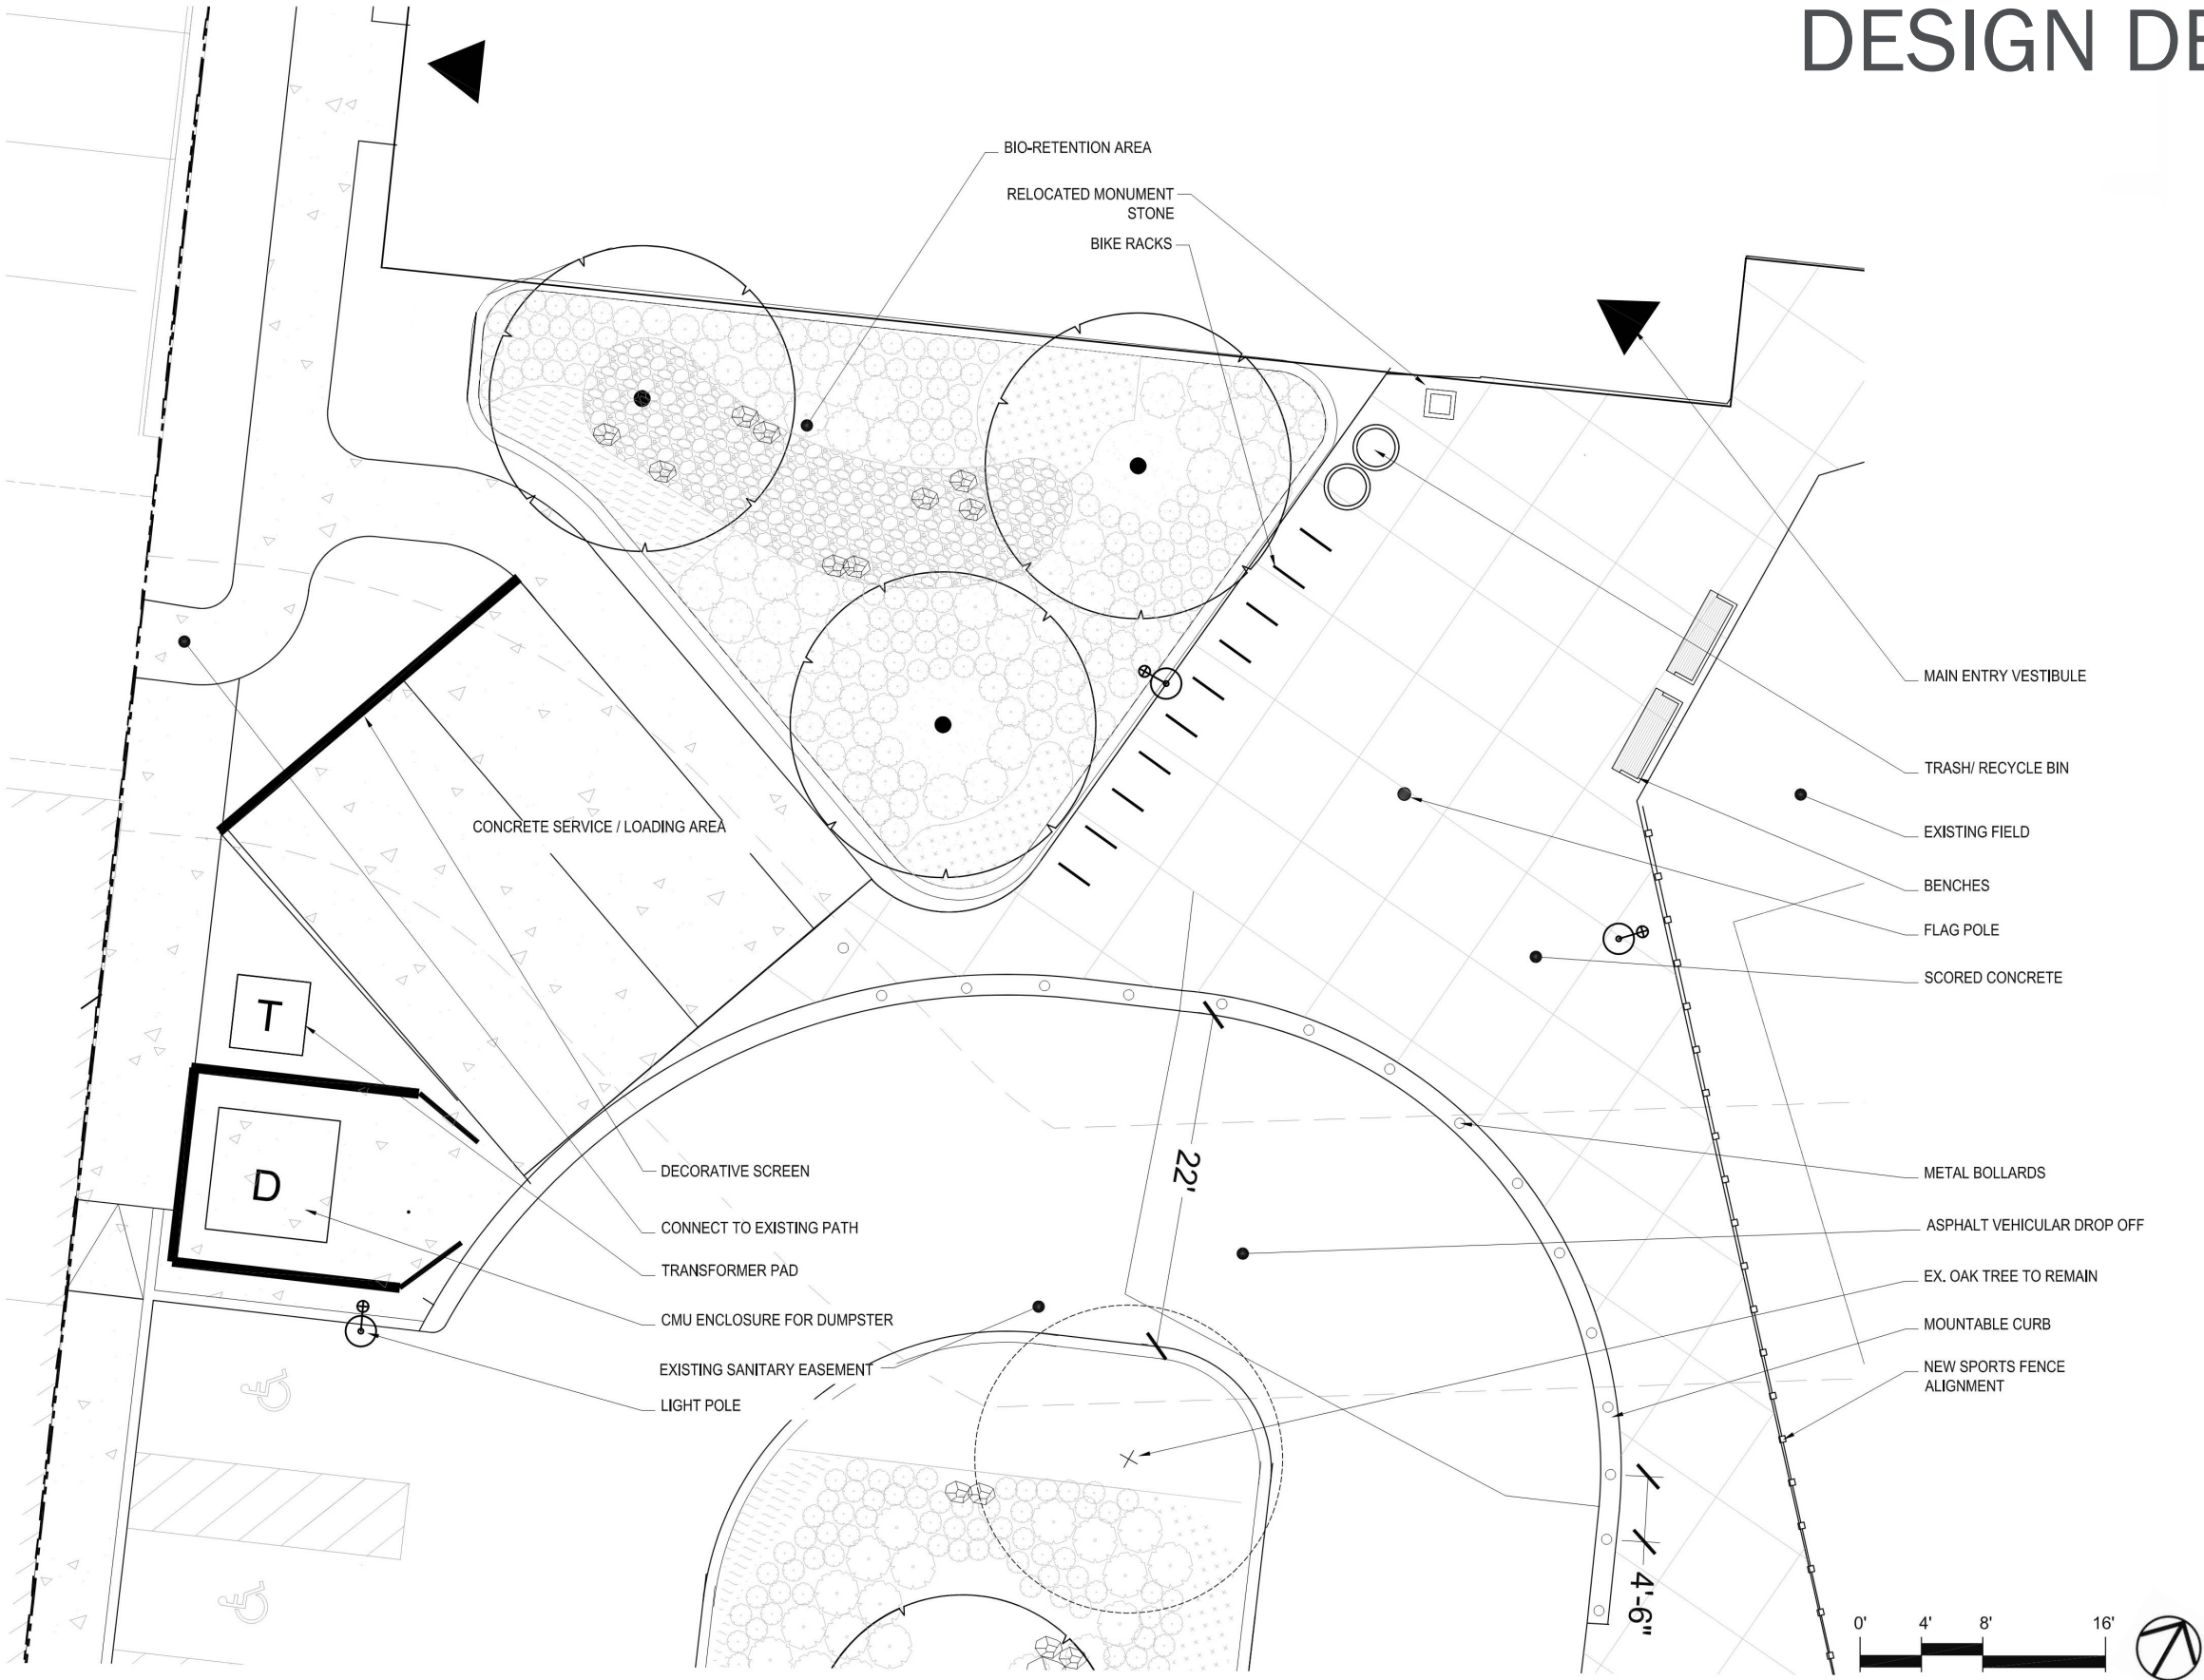 DESIGN DE
BIO-RETENTION AREA
RELOCATED MONUMENT
STONE
BIKE RACKS
MAIN ENTRY VESTIBULE
TRASH/ RECYCLE BIN
EXISTING FIELD
BENCHES
FLAG POLE
SCORED CONCRETE
CONCRETE SERVICE / LOADING AREA
T
D
22'
METAL BOLLARDS
ASPHALT VEHICULAR DROP OFF
EX. OAK TREE TO REMAIN
MOUNTABLE CURB
NEW SPORTS FENCE
ALIGNMENT
DECORATIVE SCREEN
CONNECT TO EXISTING PATH
TRANSFORMER PAD
CMU ENCLOSURE FOR DUMPSTER
EXISTING SANITARY EASEMENT
LIGHT POLE
4'-6"
0' 4' 8' 16'